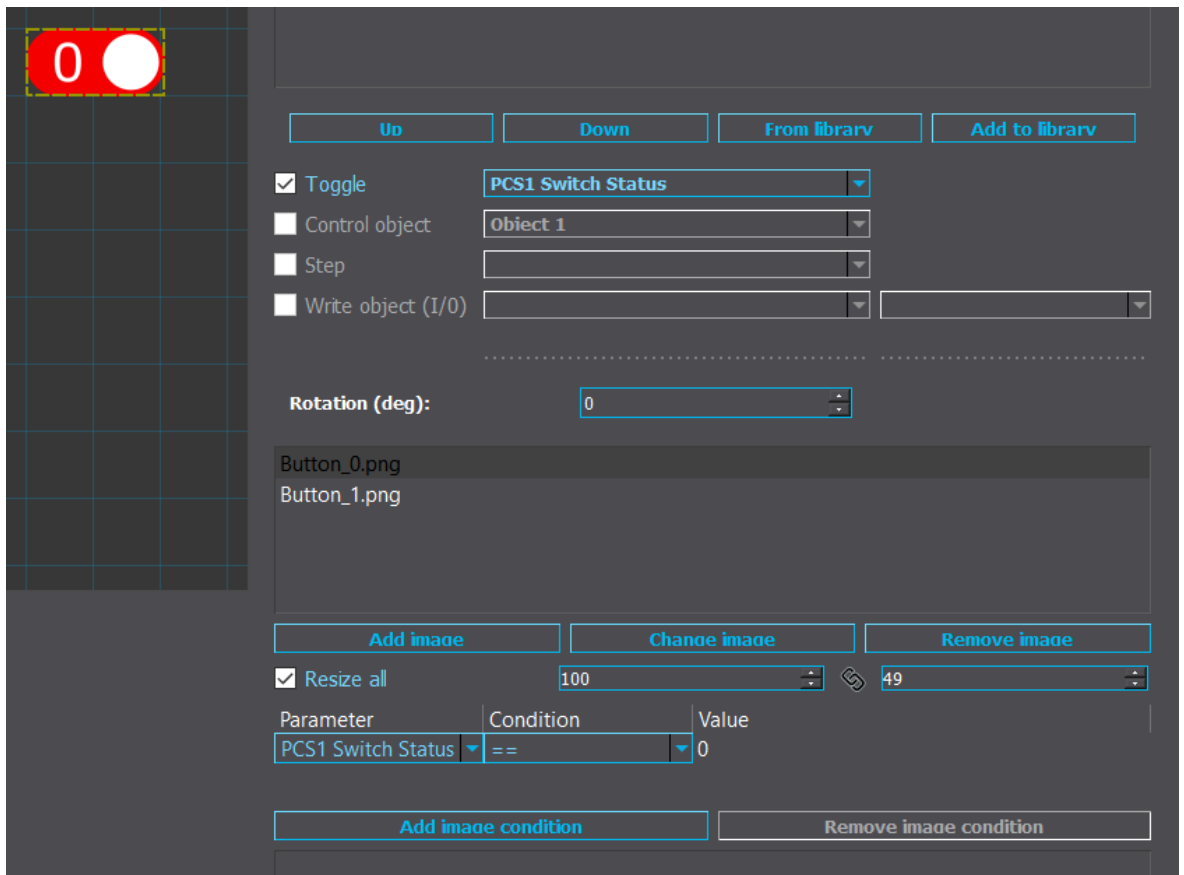 0
Up Down From library Add to library
Toggle PCS1 Switch Status
Control object Object 1
Step
Write object (I/0)
Rotation (deg): 0
Button_0.png
Button_1.png
Add image Change image Remove image
Resize all 100 49
Parameter Condition Value
PCS1 Switch Status == 0
Add image condition Remove image condition